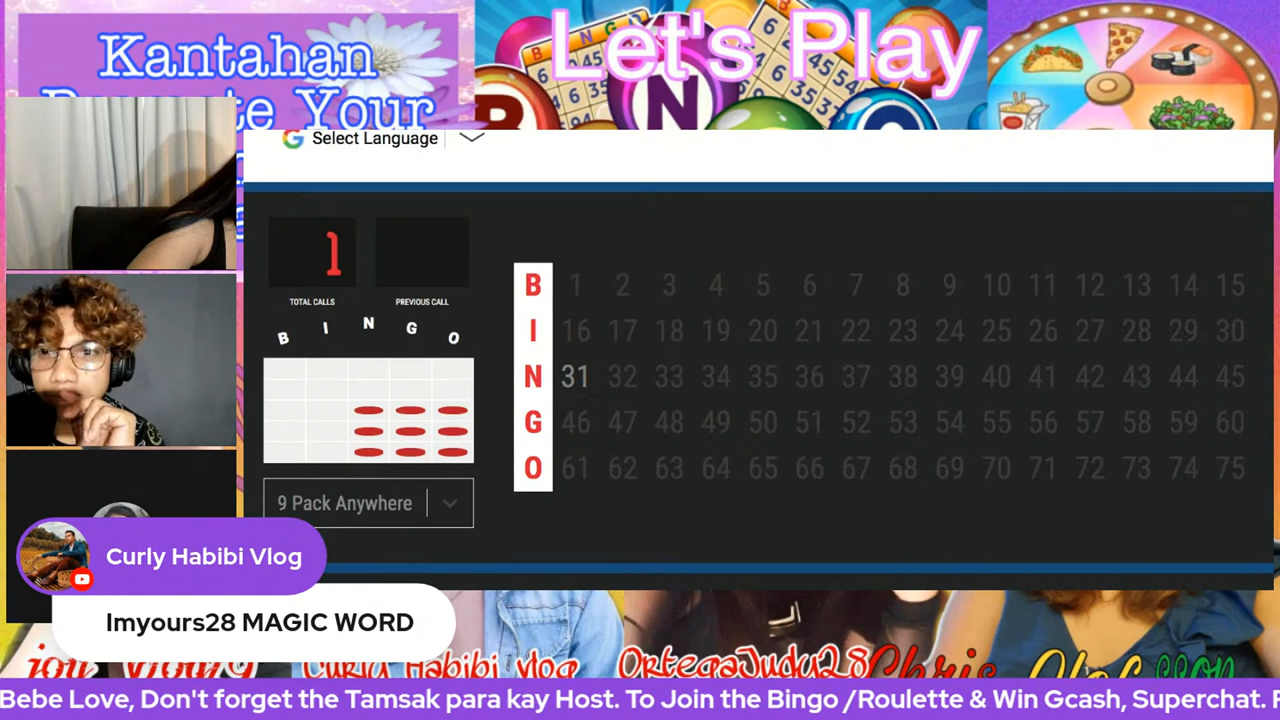 Kantahan
te Your
Let's Play
B N G
N
Select Language
1
TOTAL CALLS
PREVIOUS CALL
B I N G O
9 Pack Anywhere
B 1 2 3 4 5 6 7 8 9 10 11 12 13 14 15
I 16 17 18 19 20 21 22 23 24 25 26 27 28 29 30
N 31 32 33 34 35 36 37 38 39 40 41 42 43 44 45
G 46 47 48 49 50 51 52 53 54 55 56 57 58 59 60
O 61 62 63 64 65 66 67 68 69 70 71 72 73 74 75
Curly Habibi Vlog
Imyours28 MAGIC WORD
Curly Habibi vlog
OrtegaJudy28
Chris
Bebe Love, Don't forget the Tamsak para kay Host. To Join the Bingo /Roulette & Win Gcash, Superchat.